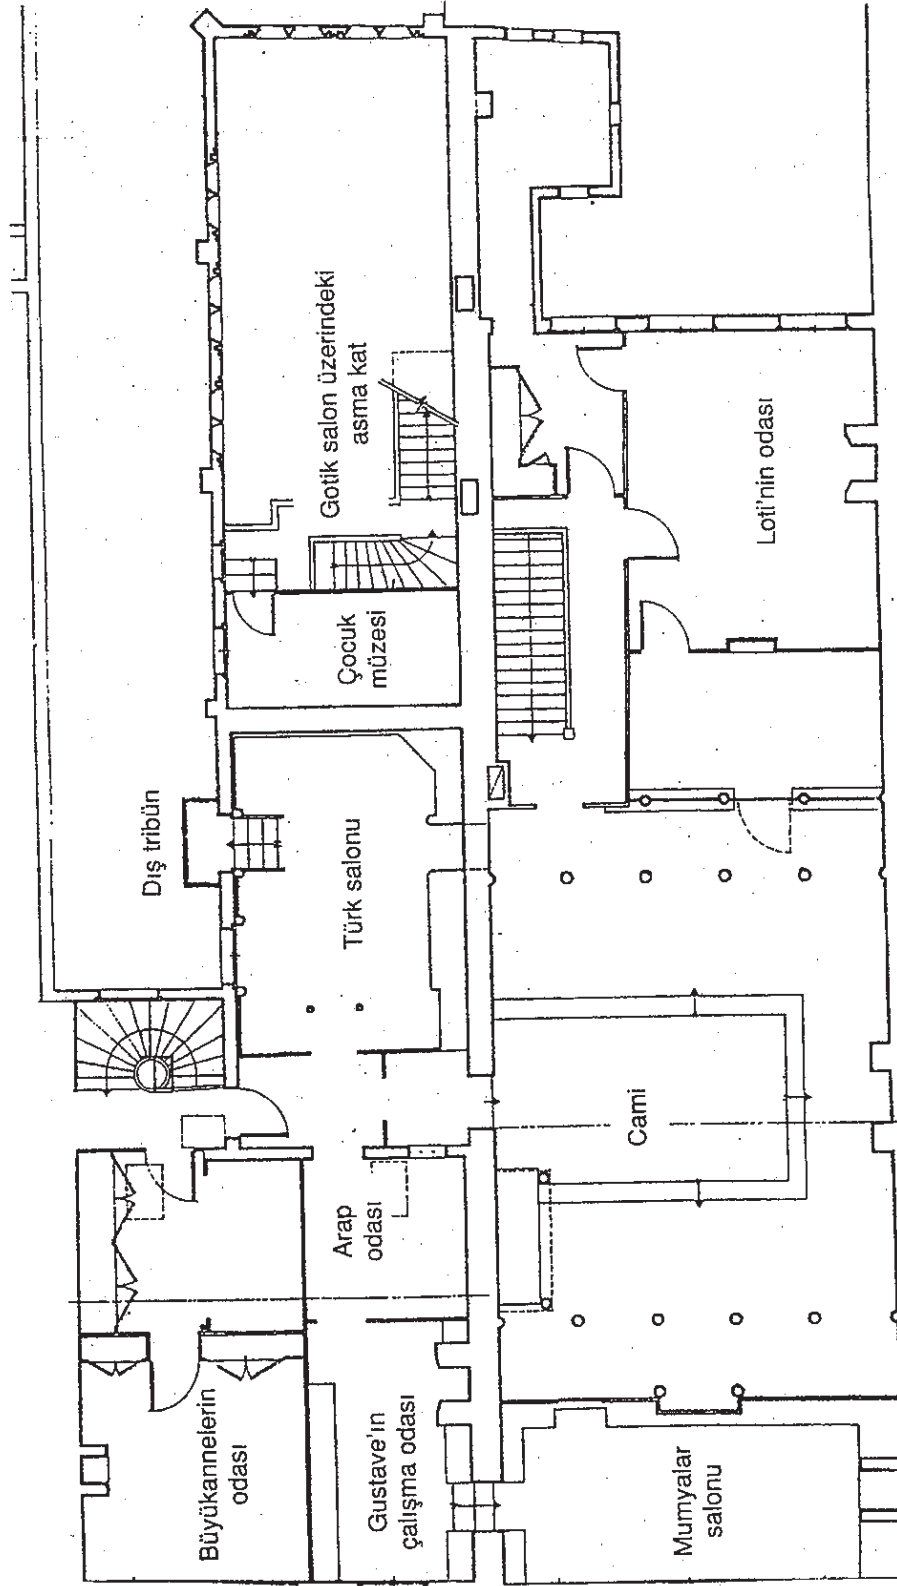 Büyükannelerin
odası
Gustave'ın
çalışma odası
Mumyalar
salonu
Arap
odası
Cami
Dış tribün
Türk salonu
Çocuk
müzesi
Gotik salon üzerindeki
asma kat
Loti'nin odası